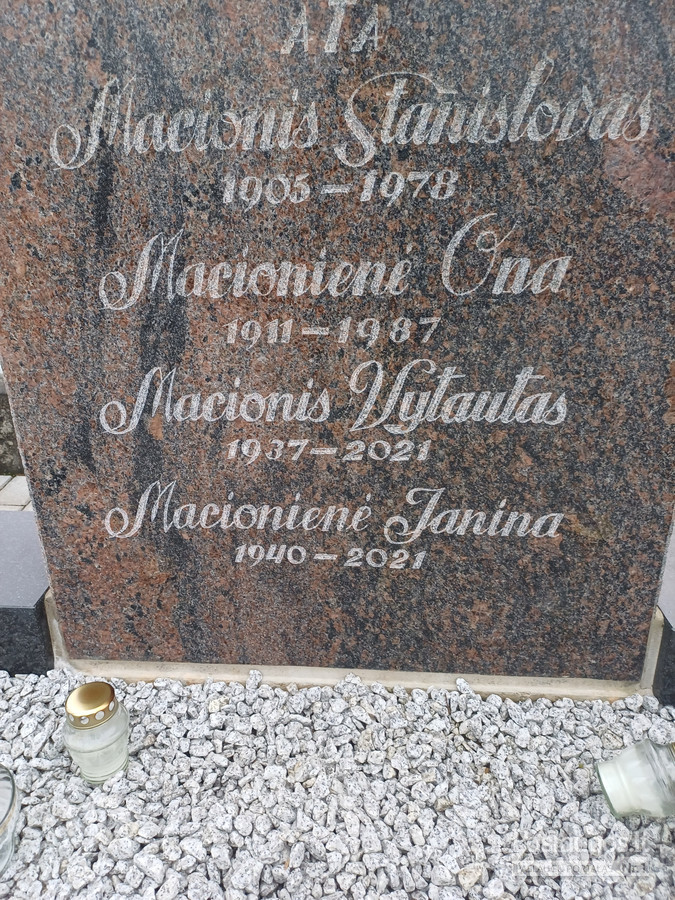 ATA
Macionis Stanislovas
1905 – 1978
Macionienė Ona
1911 – 1987
Macionis Vytautas
1937 – 2021
Macionienė Janina
1940 – 2021